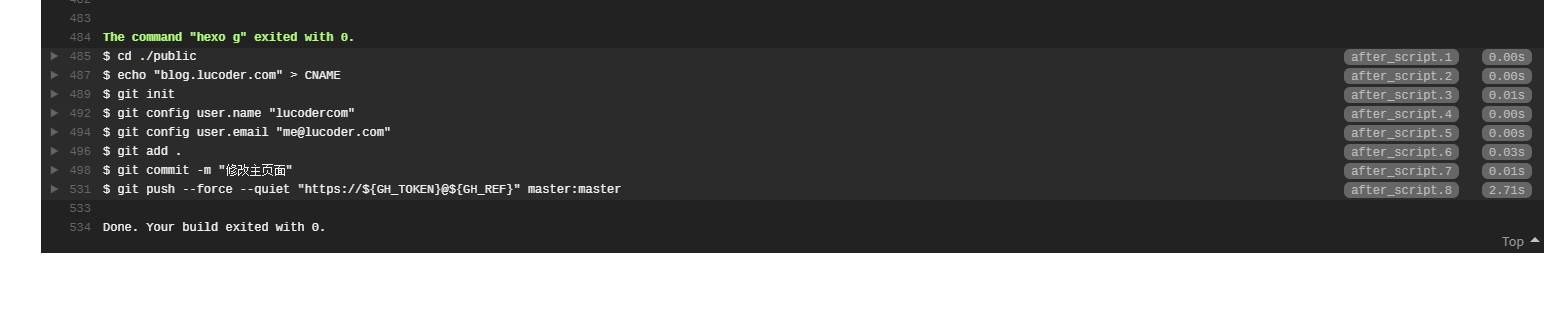 483
484 The command "hexo g" exited with 0.
485 $ cd ./public after_script.1 0.00s
487 $ echo "blog.lucoder.com" > CNAME after_script.2 0.00s
489 $ git init after_script.3 0.01s
492 $ git config user.name "lucodercom" after_script.4 0.00s
494 $ git config user.email "me@lucoder.com" after_script.5 0.00s
496 $ git add . after_script.6 0.03s
498 $ git commit -m "修改主页面" after_script.7 0.01s
531 $ git push --force --quiet "https://${GH_TOKEN}@${GH_REF}" master:master after_script.8 2.71s
533
534 Done. Your build exited with 0.
Top